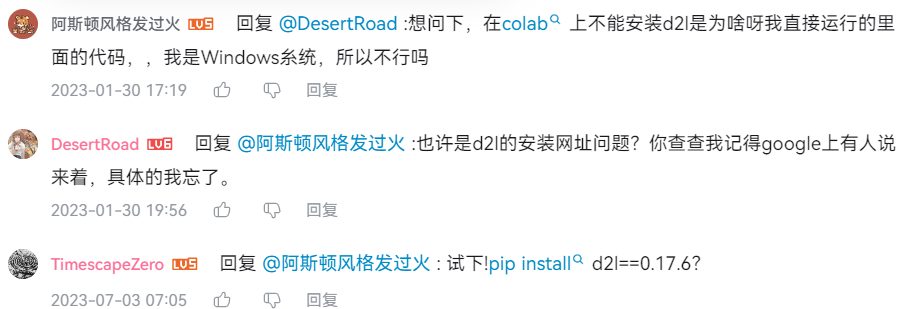 阿斯顿风格发过火 LV5 回复 @DesertRoad :想问下，在colab 上不能安装d2l是为啥呀我直接运行的里
面的代码，，我是Windows系统，所以不行吗
2023-01-30 17:19 回复
DesertRoad LV6 回复 @阿斯顿风格发过火 :也许是d2l的安装网址问题？你查查我记得google上有人说
来着，具体的我忘了。
2023-01-30 19:56 回复
TimescapeZero LV5 回复 @阿斯顿风格发过火 : 试下!pip install d2l==0.17.6?
2023-07-03 07:05 回复